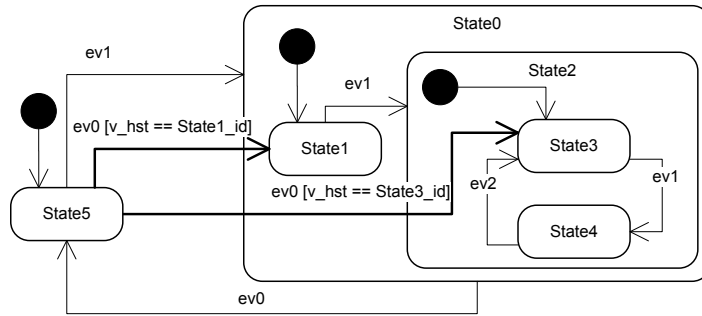 State0
ev1
State2
ev1
ev0 [v_hst == State1_id]
State1
State3
ev0 [v_hst == State3_id]
ev2
ev1
State5
State4
ev0